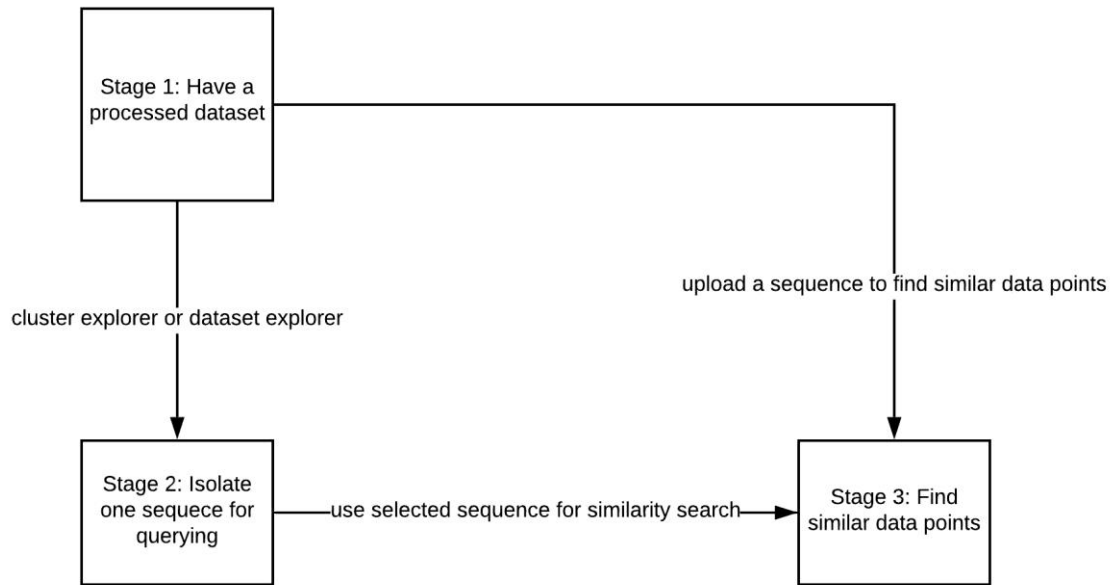 Stage 1: Have a
processed dataset
upload a sequence to find similar data points
cluster explorer or dataset explorer
Stage 2: Isolate
one sequece for
querying
use selected sequence for similarity search
Stage 3: Find
similar data points